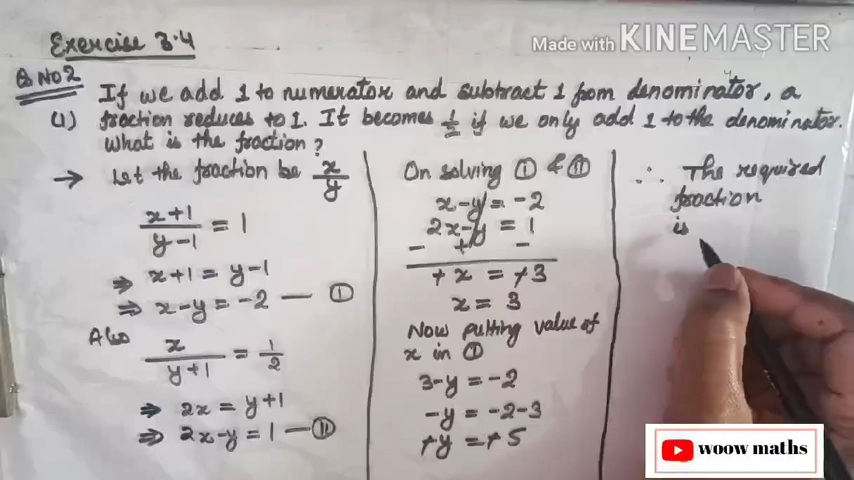 Exercise 3.4
Made with KINEMASTER
Q NO 2
If we add 1 to numerator and subtract 1 from denominator, a
(1) fraction reduces to 1. It becomes 1/2 if we only add 1 to the denominator.
What is the fraction?
→ Let the fraction be x/y
x+1/y-1 = 1
⇒ x+1 = y-1
⇒ x-y = -2 — I
Also
x/y+1 = 1/2
⇒ 2x = y+1
⇒ 2x-y = 1 — II
On solving I & II
x-y = -2
2x-y = 1
- + -
+x = +3
x = 3
Now putting value of
x in I
3-y = -2
-y = -2-3
+y = +5
∴ The required
fraction
is
woow maths